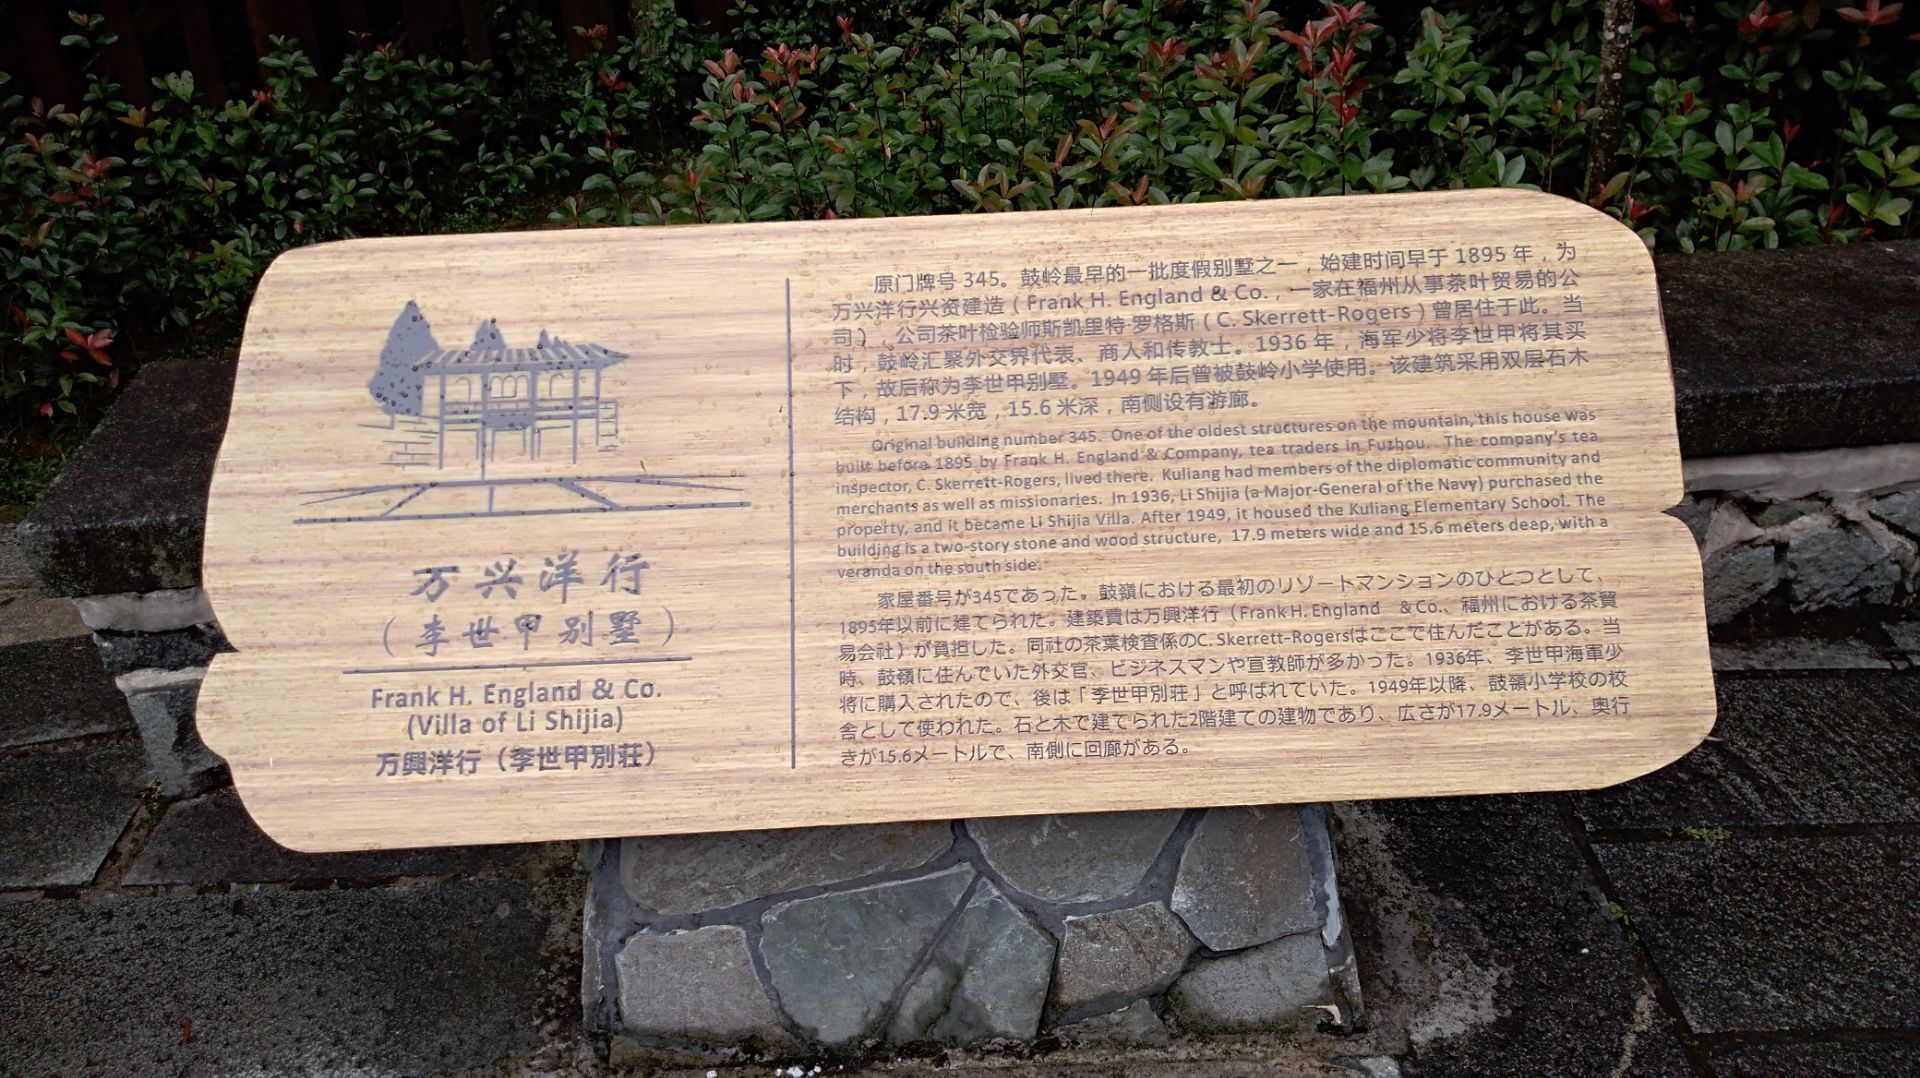 万兴洋行
（李世甲别墅）
Frank H. England & Co.
(Villa of Li Shijia)
万興洋行（李世甲別荘）
原门牌号 345。鼓岭最早的一批度假别墅之一，始建时间早于 1895 年，为
万兴洋行兴资建造（Frank H. England & Co.，一家在福州从事茶叶贸易的公
司），公司茶叶检验师斯凯里特·罗格斯（C. Skerrett-Rogers）曾居住于此。当
时，鼓岭汇聚外交界代表、商人和传教士。1936 年，海军少将李世甲将其买
下，故后称为李世甲别墅。1949 年后曾被鼓岭小学使用。该建筑采用双层石木
结构，17.9 米宽，15.6 米深，南侧设有游廊。
Original building number 345. One of the oldest structures on the mountain, this house was
built before 1895 by Frank H. England & Company, tea traders in Fuzhou. The company's tea
inspector, C. Skerrett-Rogers, lived there. Kuliang had members of the diplomatic community and
merchants as well as missionaries. In 1936, Li Shijia (a Major-General of the Navy) purchased the
property, and it became Li Shijia Villa. After 1949, it housed the Kuliang Elementary School. The
building is a two-story stone and wood structure, 17.9 meters wide and 15.6 meters deep, with a
veranda on the south side.
家屋番号が345であった。鼓嶺における最初のリゾートマンションのひとつとして、
1895年以前に建てられた。建築費は万興洋行（Frank H. England & Co.、福州における茶貿
易会社）が負担した。同社の茶葉検査係のC. Skerrett-Rogersはここで住んだことがある。当
時、鼓嶺に住んでいた外交官、ビジネスマンや宣教師が多かった。1936年、李世甲海軍少
将に購入されたので、後は「李世甲別荘」と呼ばれていた。1949年以降、鼓嶺小学校の校
舎として使われた。石と木で建てられた2階建ての建物であり、広さが17.9メートル、奥行
きが15.6メートルで、南側に回廊がある。